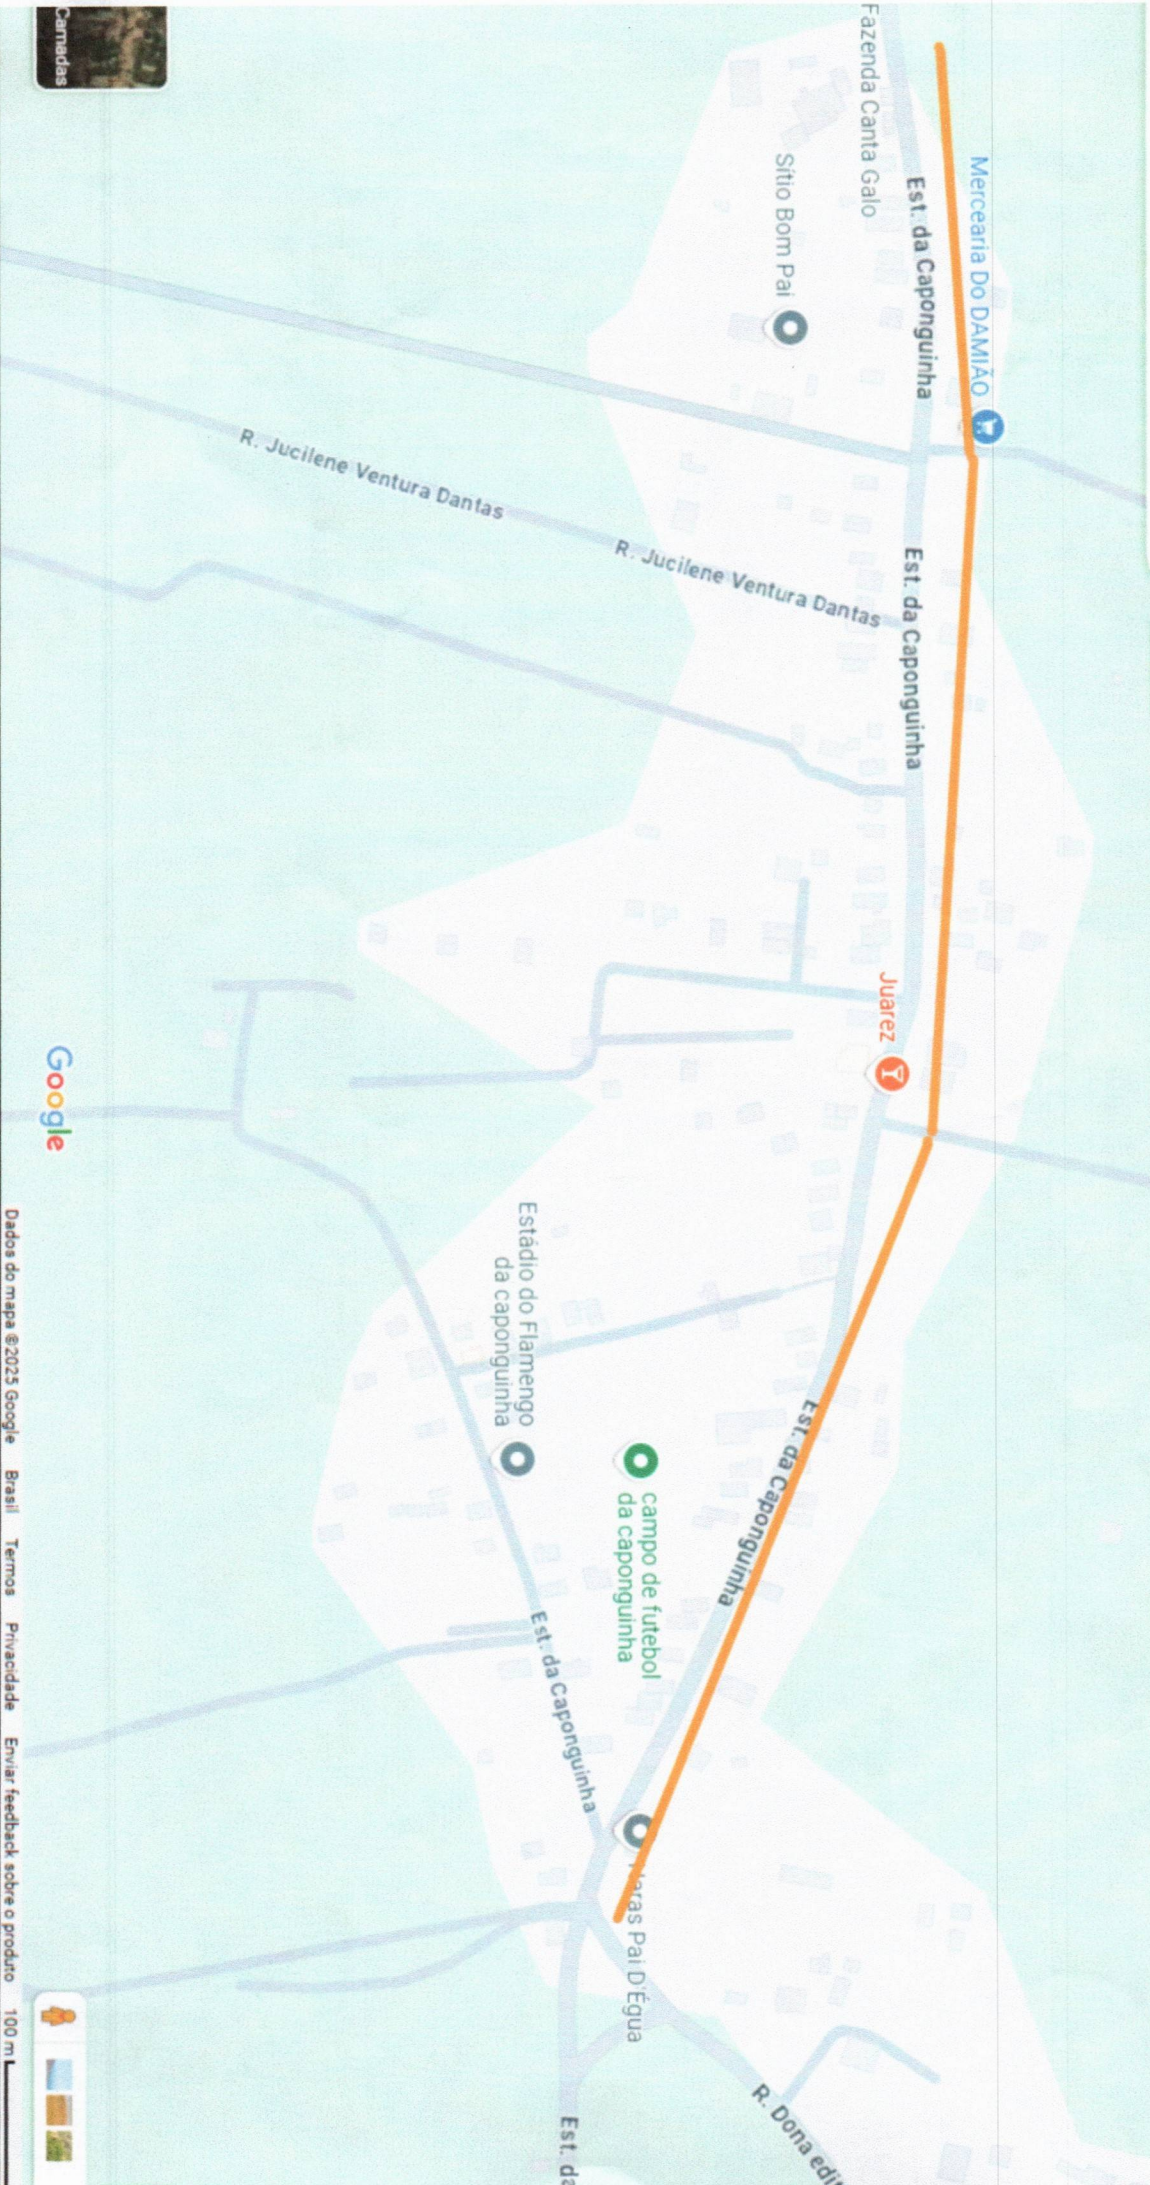 Fazenda Canta Galo
Mercearia Do DAMIÃO
Est. da Caponguinha
Sítio Bom Pai
R. Jucilene Ventura Dantas
R. Jucilene Ventura Dantas
Est. da Caponguinha
Juarez
Est. da Caponguinha
campo de futebol
da caponguinha
Estádio do Flamengo
da caponguinha
Est. da Caponguinha
Haras Pai D'Égua
R. Dona edit
Est. da
Camadas
Google
Dados do mapa ©2025 Google Brasil Termos Privacidade Enviar feedback sobre o produto 100 m